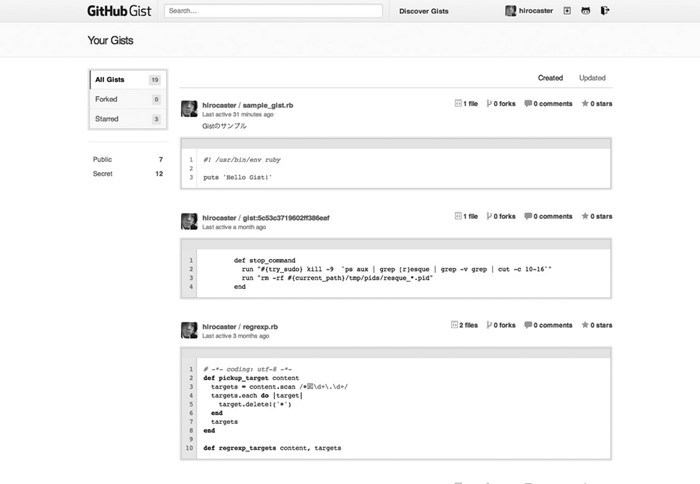 GitHub Gist
Search...
Discover Gists
hirocaster
Your Gists
All Gists 19
Forked 0
Starred 3
Public 7
Secret 12
Created Updated
hirocaster / sample_gist.rb
1 file 0 forks 0 comments 0 stars
Last active 31 minutes ago
Gistのサンプル
1 #! /usr/bin/env ruby
2
3 puts 'Hello Gist!'
hirocaster / gist:5c53c3719602ff386eaf
1 file 0 forks 0 comments 0 stars
Last active a month ago
1 def stop_command
2 run "#{try_sudo} kill -9 `ps aux | grep [r]esque | grep -v grep | cut -c 10-16`"
3 run "rm -rf #{current_path}/tmp/pids/resque_*.pid"
4 end
hirocaster / regrexp.rb
2 files 0 forks 0 comments 0 stars
Last active 3 months ago
1 # -*- coding: utf-8 -*-
2 def pickup_target content
3 targets = content.scan
4 targets.each do |target|
5 target.delete!('*')
6 end
7 targets
8 end
9
10 def regrexp_targets content, targets